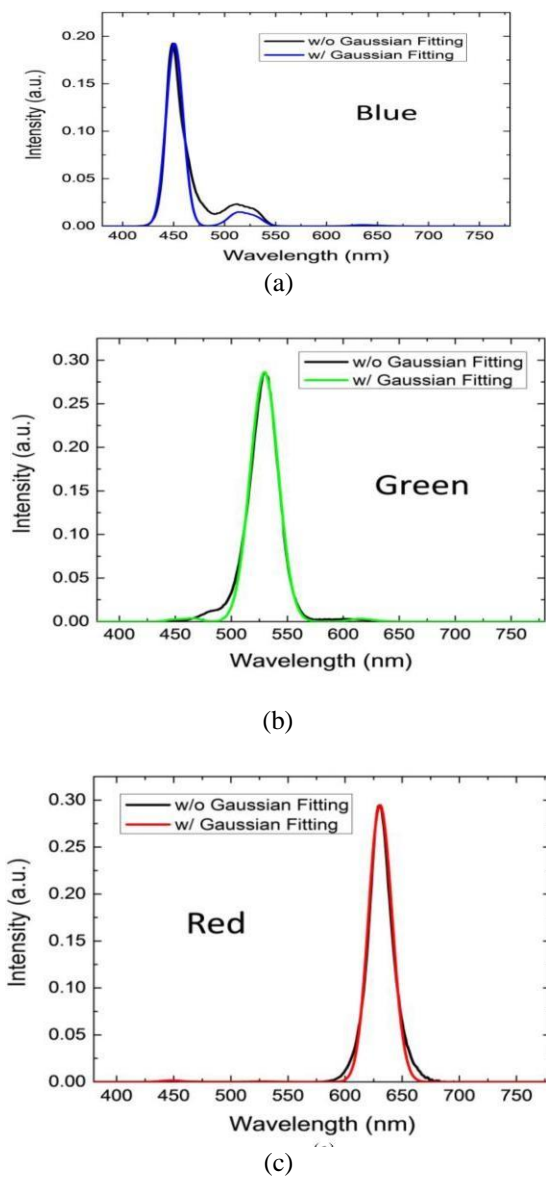 w/o Gaussian Fitting
w/ Gaussian Fitting
Blue
Intensity (a.u.)
0.20
0.15
0.10
0.05
0.00
400 450 500 550 600 650 700 750
Wavelength (nm)
(a)
w/o Gaussian Fitting
w/ Gaussian Fitting
Green
Intensity (a.u.)
0.30
0.25
0.20
0.15
0.10
0.05
0.00
400 450 500 550 600 650 700 750
Wavelength (nm)
(b)
w/o Gaussian Fitting
w/ Gaussian Fitting
Red
Intensity (a.u.)
0.30
0.25
0.20
0.15
0.10
0.05
0.00
400 450 500 550 600 650 700 750
Wavelength (nm)
(c)